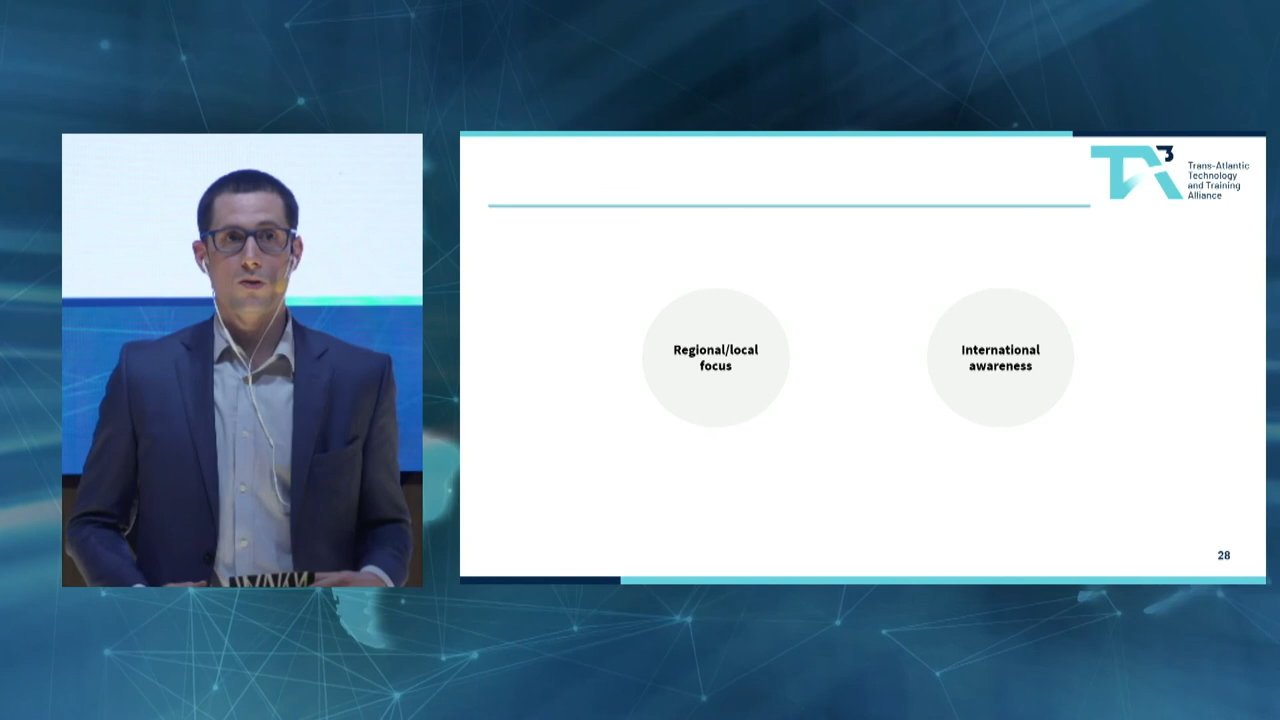 TA3
Trans-Atlantic
Technology
and Training
Alliance
Regional/local
focus
International
awareness
28